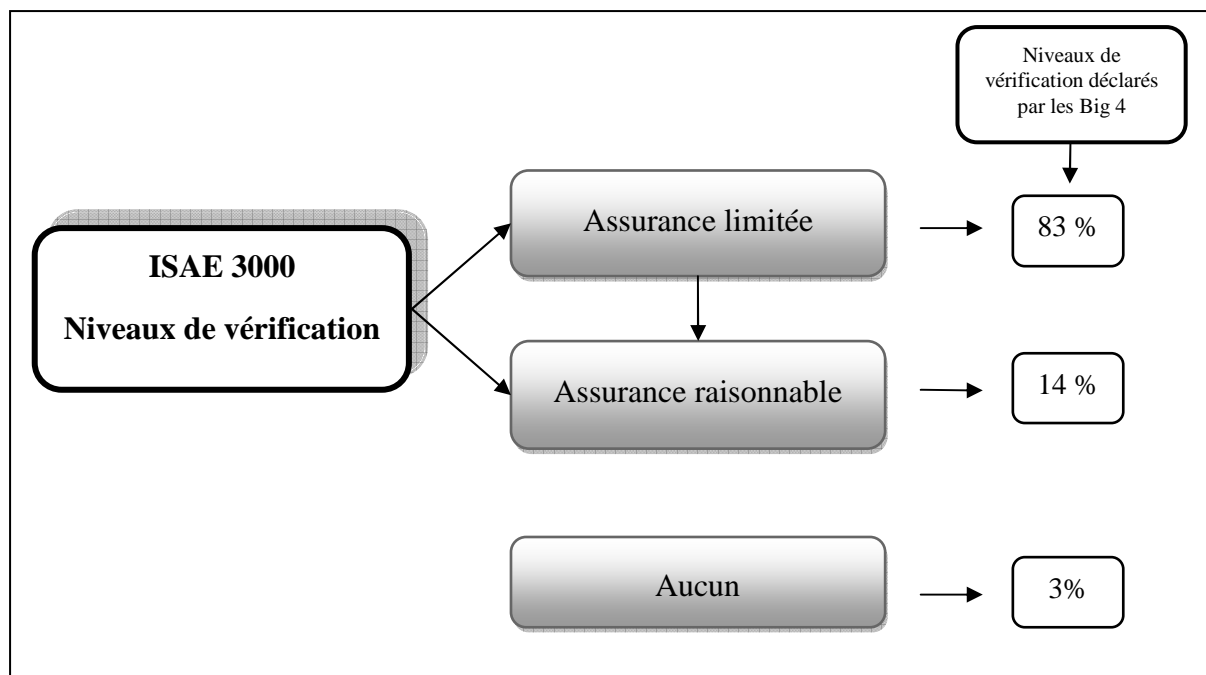 Niveaux de
vérification déclarés
par les Big 4
Assurance limitée
83 %
ISAE 3000
Niveaux de vérification
Assurance raisonnable
14 %
Aucun
3%